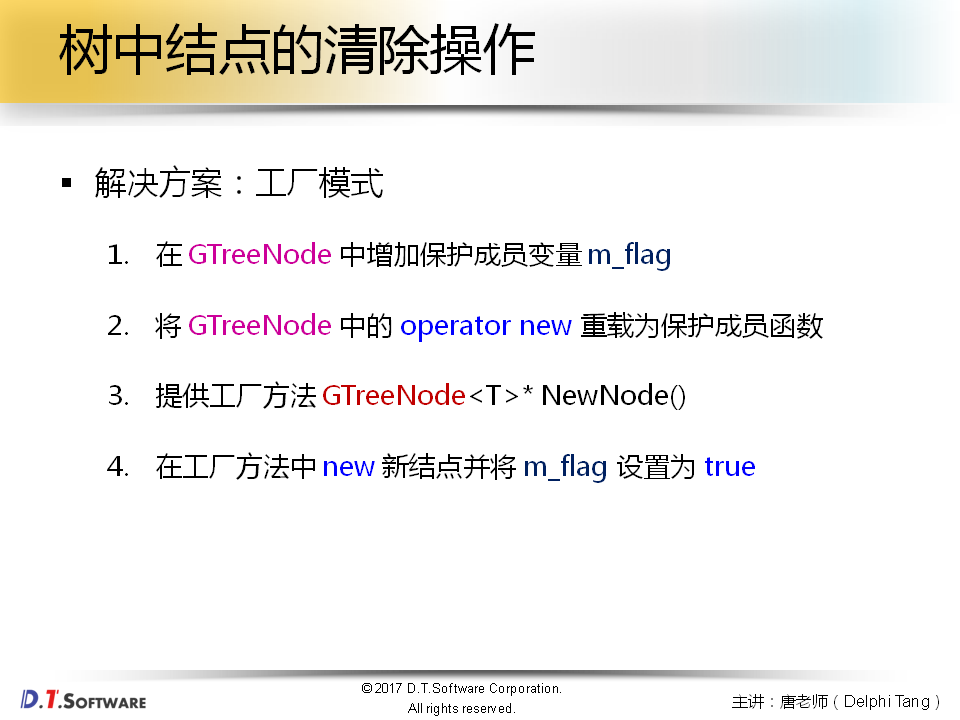 树中结点的清除操作
▪ 解决方案：工厂模式
1. 在 GTreeNode 中增加保护成员变量 m_flag
2. 将 GTreeNode 中的 operator new 重载为保护成员函数
3. 提供工厂方法 GTreeNode<T>* NewNode()
4. 在工厂方法中 new 新结点并将 m_flag 设置为 true
D.T.SOFTWARE
©2017 D.T.Software Corporation.
All rights reserved.
主讲：唐老师（Delphi Tang）